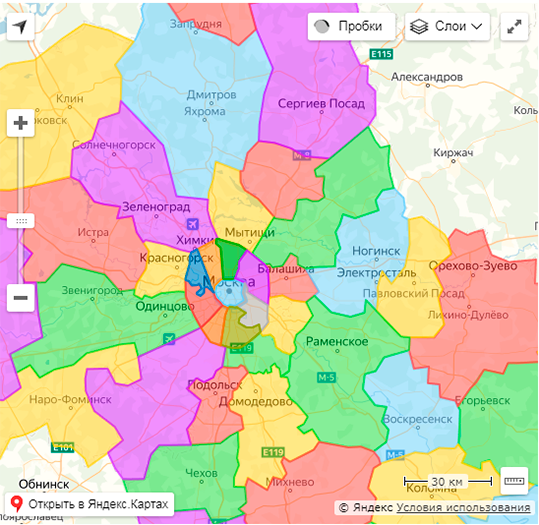 Запрудня
Пробки
Слои
E115
Александров
Клин
Дмитров
Яхрома
Сергиев Посад
Солнечногорск
М-8
Киржач
Зеленоград
Химки
Мытищи
Истра
Красногорск
Ногинск
Балашиха
Орехово-Зуево
Москва
Электросталь
Звенигород
Павловский Посад
Одинцово
Ликино-Дулёво
E119
Раменское
М-5
Подольск
Наро-Фоминск
Домодедово
Егорьевск
Воскресенск
E101
E119
М-5
Чехов
Обнинск
Михнево
30 км
Коломна
Открыть в Яндекс.Картах
© Яндекс Условия использования